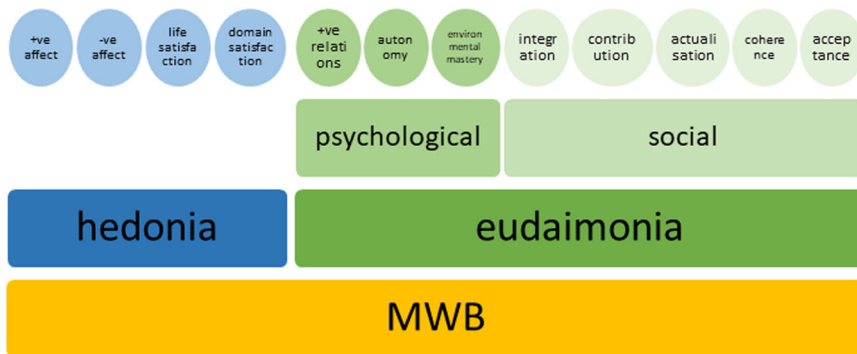 +ve
affect
-ve
affect
life
satisfa
ction
domain
satisfac
tion
+ve
relati
ons
auton
omy
environ
mental
mastery
integr
ation
contrib
ution
actuali
sation
cohere
nce
accep
tance
psychological
social
hedonia
eudaimonia
MWB